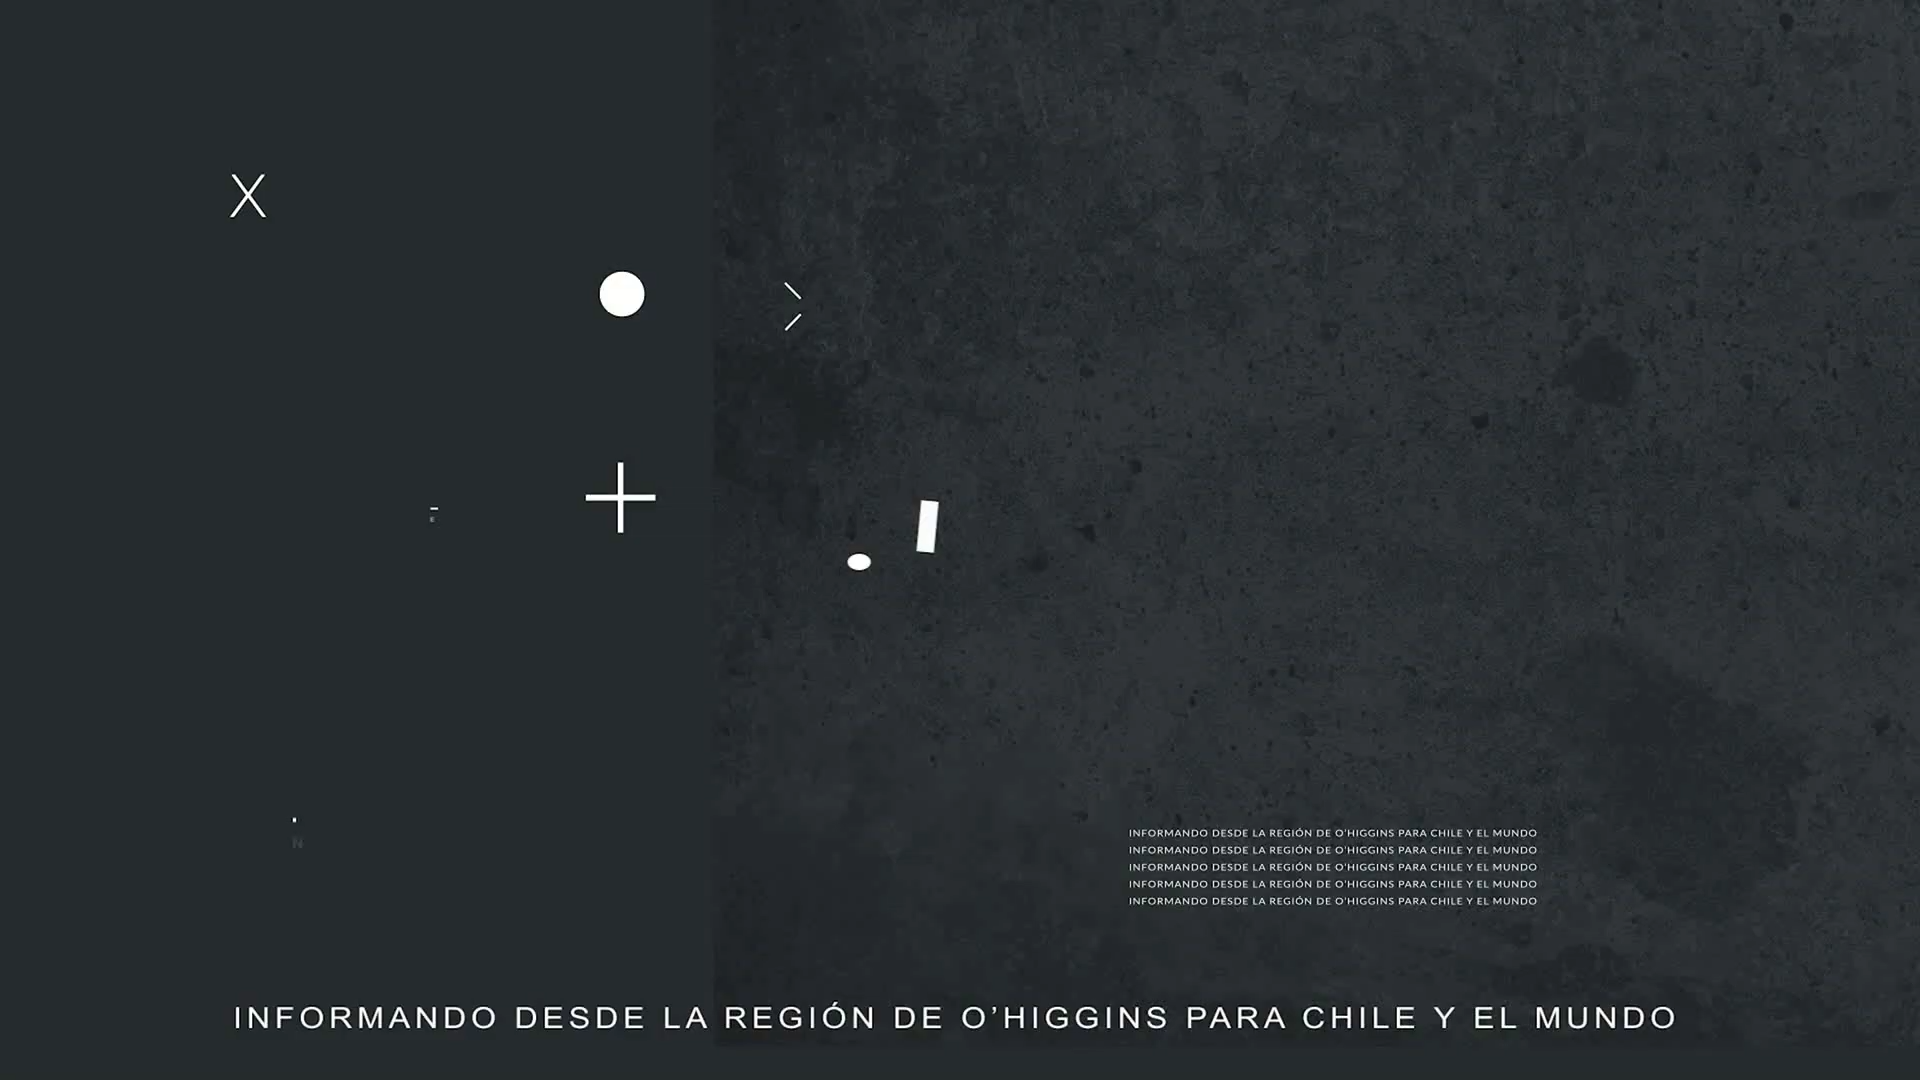 X
E
N
INFORMANDO DESDE LA REGIÓN DE O'HIGGINS PARA CHILE Y EL MUNDO
INFORMANDO DESDE LA REGIÓN DE O'HIGGINS PARA CHILE Y EL MUNDO
INFORMANDO DESDE LA REGIÓN DE O'HIGGINS PARA CHILE Y EL MUNDO
INFORMANDO DESDE LA REGIÓN DE O'HIGGINS PARA CHILE Y EL MUNDO
INFORMANDO DESDE LA REGIÓN DE O'HIGGINS PARA CHILE Y EL MUNDO
INFORMANDO DESDE LA REGIÓN DE O’HIGGINS PARA CHILE Y EL MUNDO